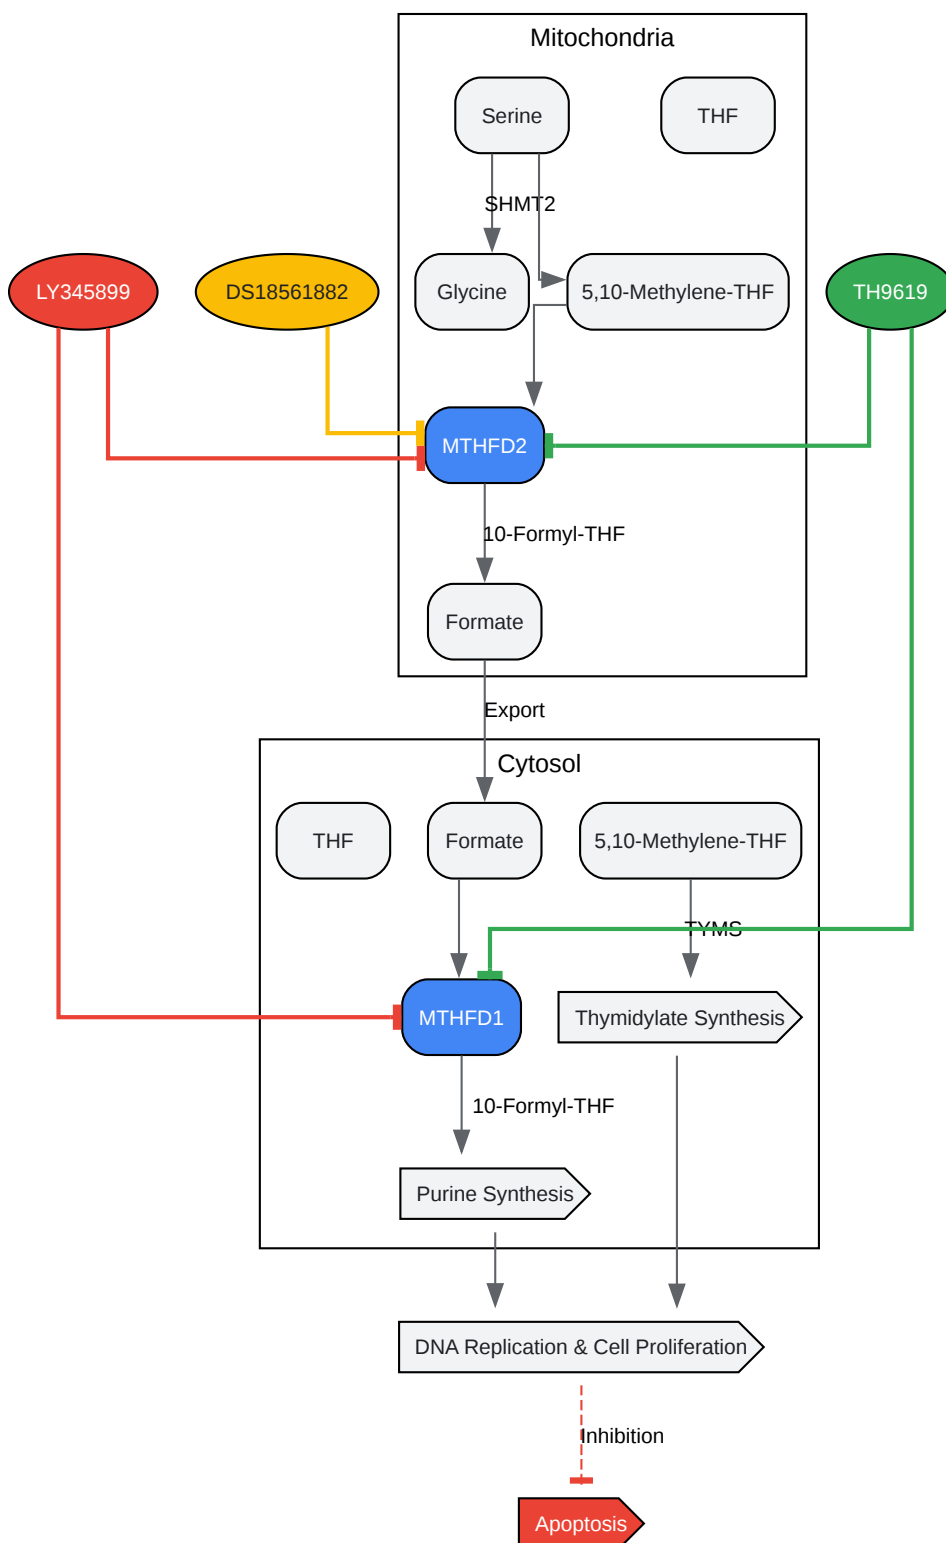 Mitochondria
Serine
THF
SHMT2
LY345899
DS18561882
Glycine
5,10-Methylene-THF
TH9619
MTHFD2
10-Formyl-THF
Formate
Export
Cytosol
THF
Formate
5,10-Methylene-THF
TYMS
MTHFD1
Thymidylate Synthesis
10-Formyl-THF
Purine Synthesis
DNA Replication & Cell Proliferation
Inhibition
Apoptosis